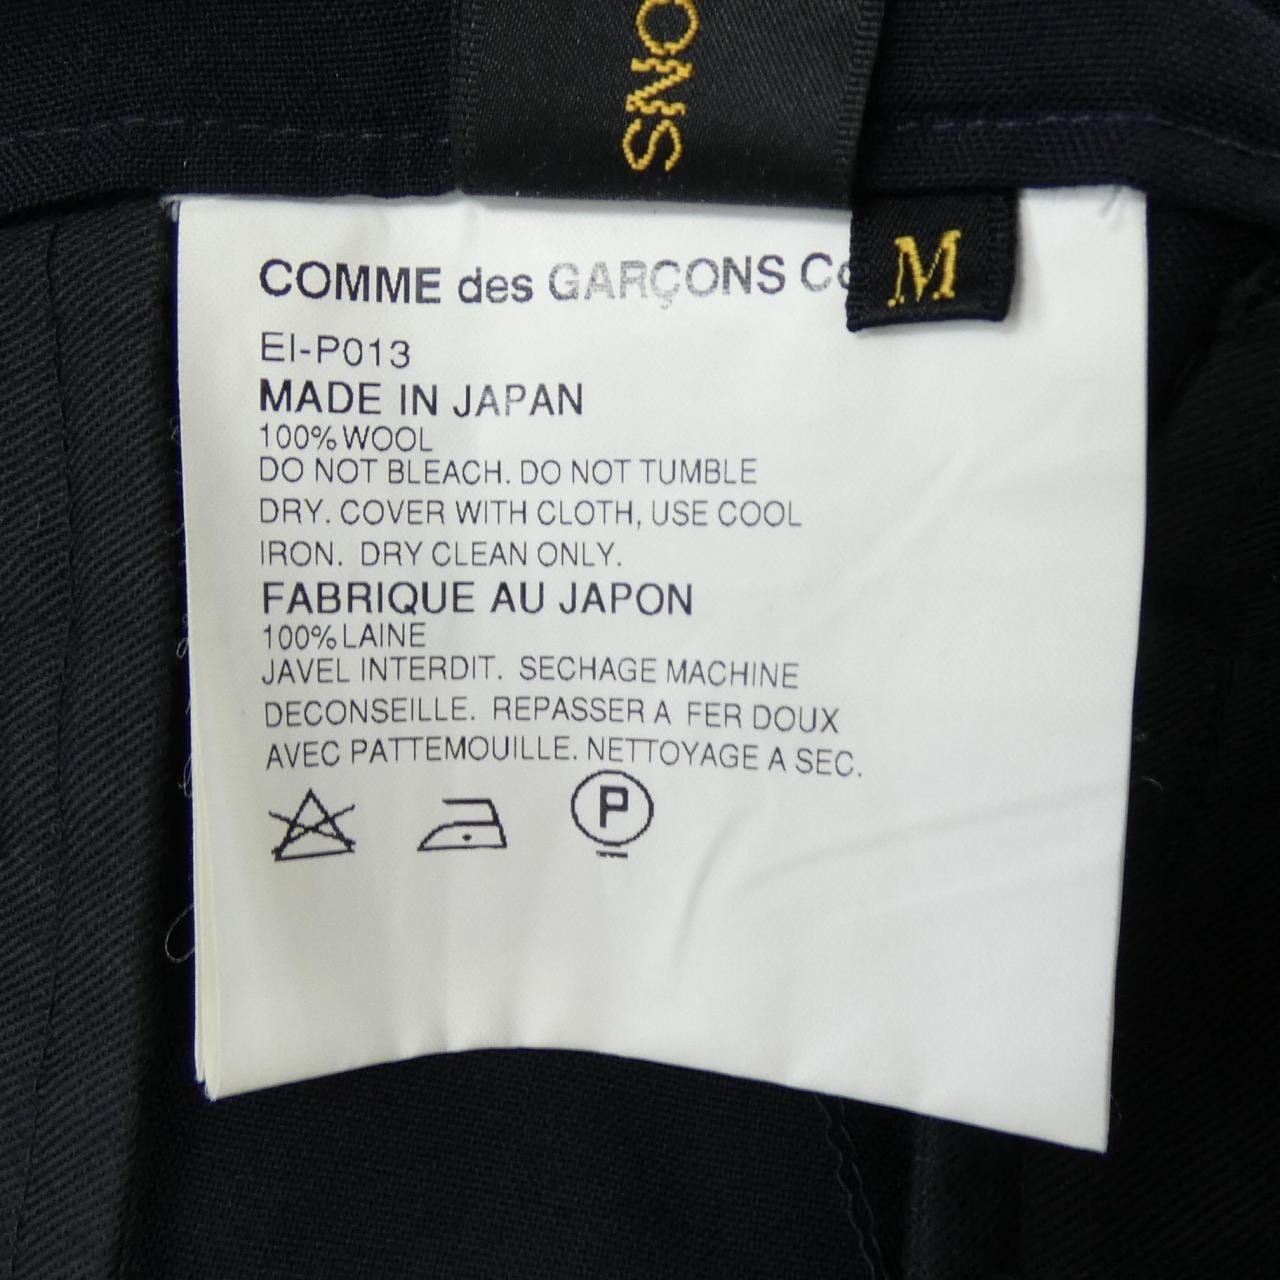 ONS
M
COMME des GARÇONS Co
EI-P013
MADE IN JAPAN
100% WOOL
DO NOT BLEACH. DO NOT TUMBLE
DRY. COVER WITH CLOTH, USE COOL
IRON. DRY CLEAN ONLY.
FABRIQUE AU JAPON
100% LAINE
JAVEL INTERDIT. SECHAGE MACHINE
DECONSEILLE. REPASSER A FER DOUX
AVEC PATTEMOUILLE. NETTOYAGE A SEC.
P